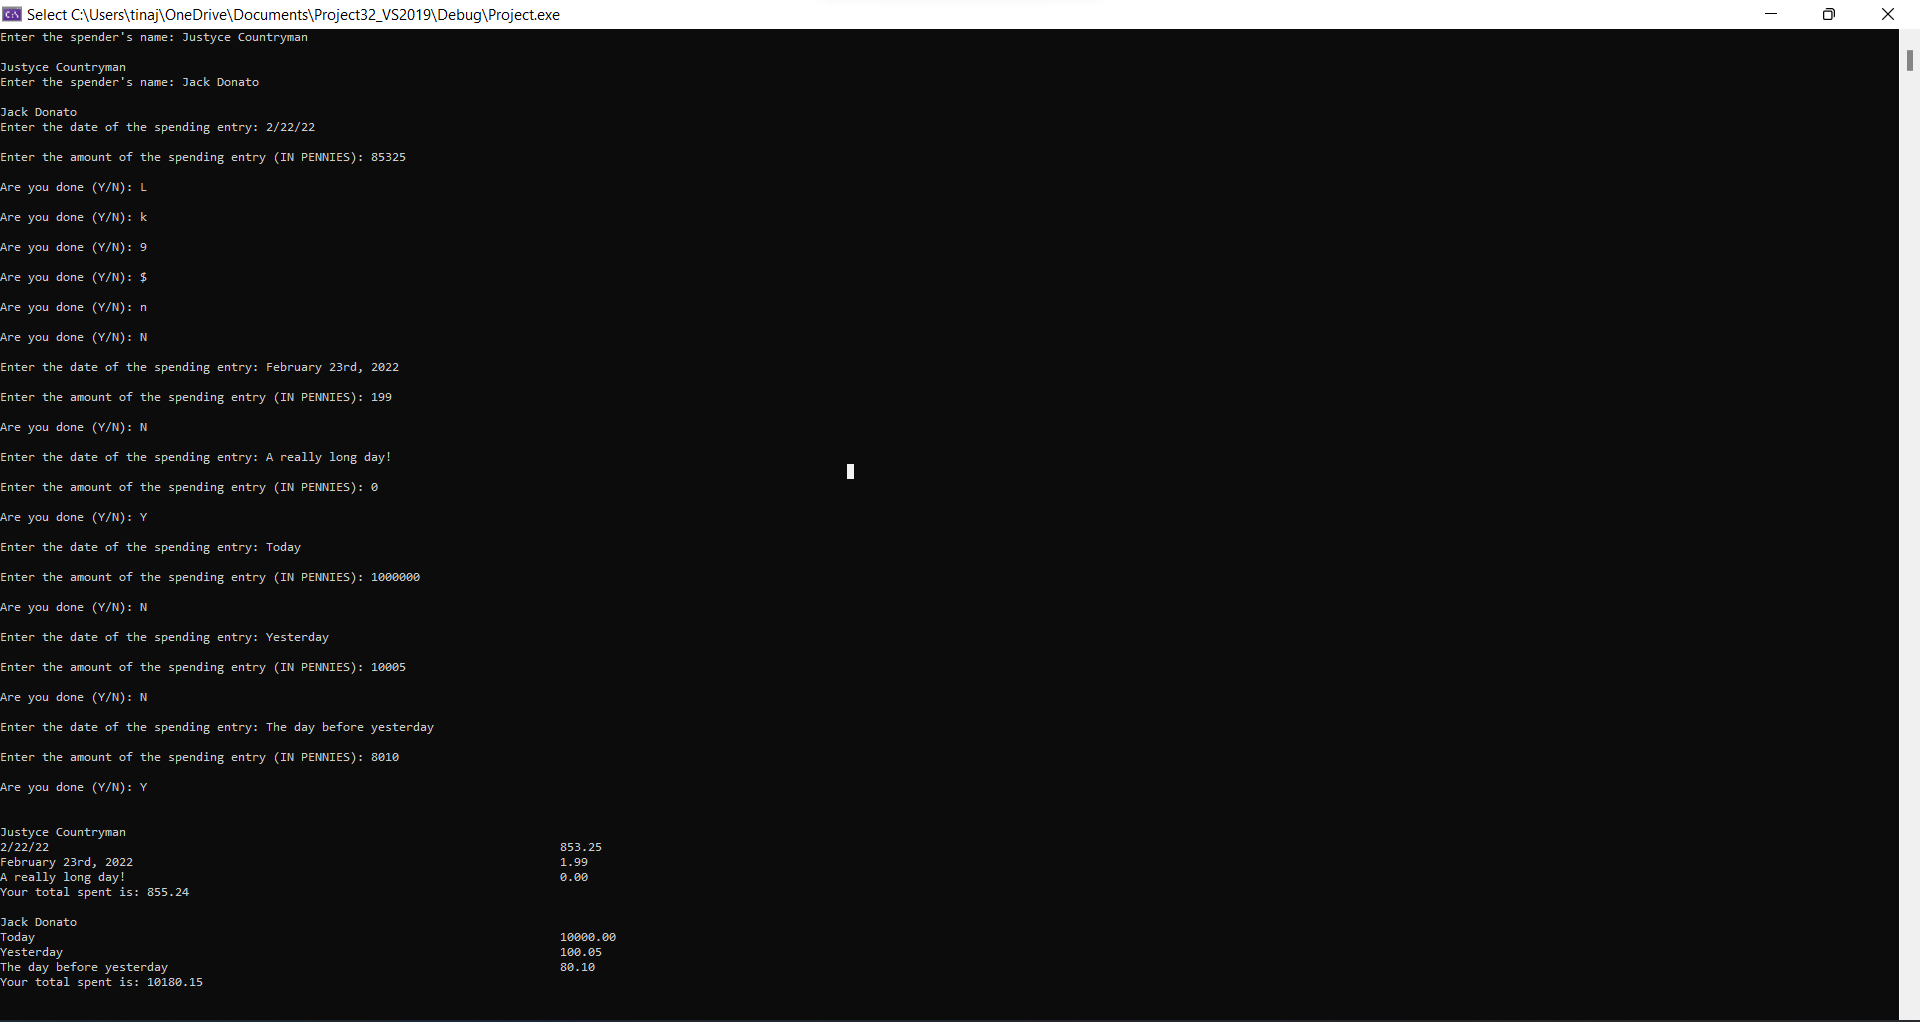 Select C:\Users\tinaj\OneDrive\Documents\Project32_VS2019\Debug\Project.exe
Enter the spender's name: Justyce Countryman
Justyce Countryman
Enter the spender's name: Jack Donato
Jack Donato
Enter the date of the spending entry: 2/22/22
Enter the amount of the spending entry (IN PENNIES): 85325
Are you done (Y/N): L
Are you done (Y/N): k
Are you done (Y/N): 9
Are you done (Y/N): $
Are you done (Y/N): n
Are you done (Y/N): N
Enter the date of the spending entry: February 23rd, 2022
Enter the amount of the spending entry (IN PENNIES): 199
Are you done (Y/N): N
Enter the date of the spending entry: A really long day!
Enter the amount of the spending entry (IN PENNIES): 0
Are you done (Y/N): Y
Enter the date of the spending entry: Today
Enter the amount of the spending entry (IN PENNIES): 1000000
Are you done (Y/N): N
Enter the date of the spending entry: Yesterday
Enter the amount of the spending entry (IN PENNIES): 10005
Are you done (Y/N): N
Enter the date of the spending entry: The day before yesterday
Enter the amount of the spending entry (IN PENNIES): 8010
Are you done (Y/N): Y
Justyce Countryman
2/22/22 853.25
February 23rd, 2022 1.99
A really long day! 0.00
Your total spent is: 855.24
Jack Donato
Today 10000.00
Yesterday 100.05
The day before yesterday 80.10
Your total spent is: 10180.15